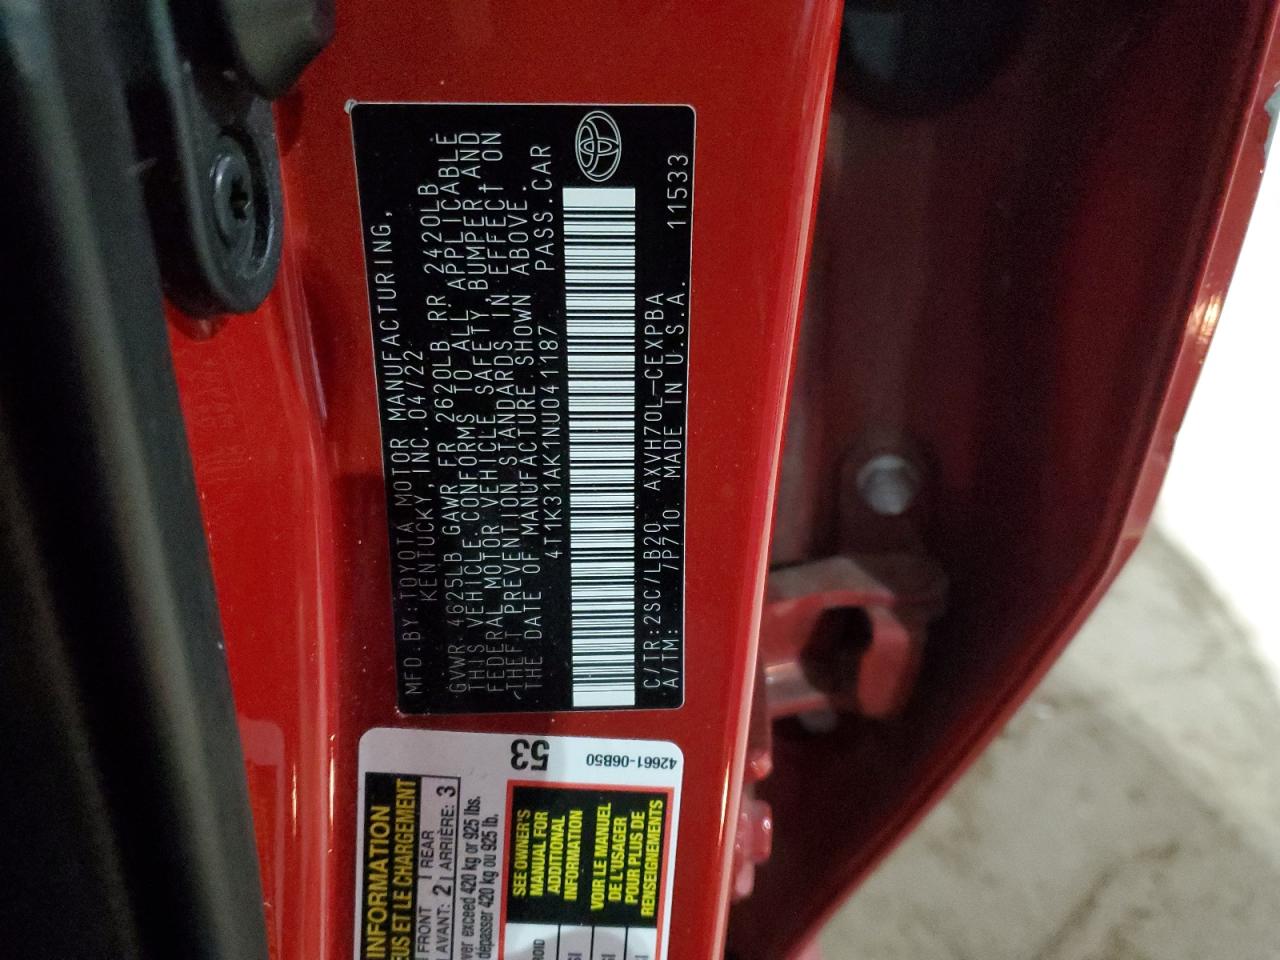 MFD.BY:TOYOTA MOTOR MANUFACTURING,
KENTUCKY,INC.04/22
GVWR 4625LB GAWR FR 2620LB RR 2420LB
THIS VEHICLE CONFORMS TO ALL APPLICABLE
FEDERAL MOTOR VEHICLE SAFETY, BUMPER, AND
THEFT PREVENTION STANDARDS IN EFFECT ON
THE DATE OF MANUFACTURE SHOWN ABOVE.
4T1K31AK1NU041187 PASS.CAR
C/TR:2SC/LB20 AXVH70L-CEXPBA
A/TM: /P710 MADE IN U.S.A. 11533
53
42661-06B50
INFORMATION
ET LE CHARGEMENT
FRONT 2 REAR 3
AVANT: ARRIÈRE:
exceed 420 kg or 925 lbs.
dépasser 420 kg ou 925 lb.
SEE OWNER'S
MANUAL FOR
ADDITIONAL
INFORMATION
VOIR LE MANUEL
DE L'USAGER
POUR PLUS DE
RENSEIGNEMENTS